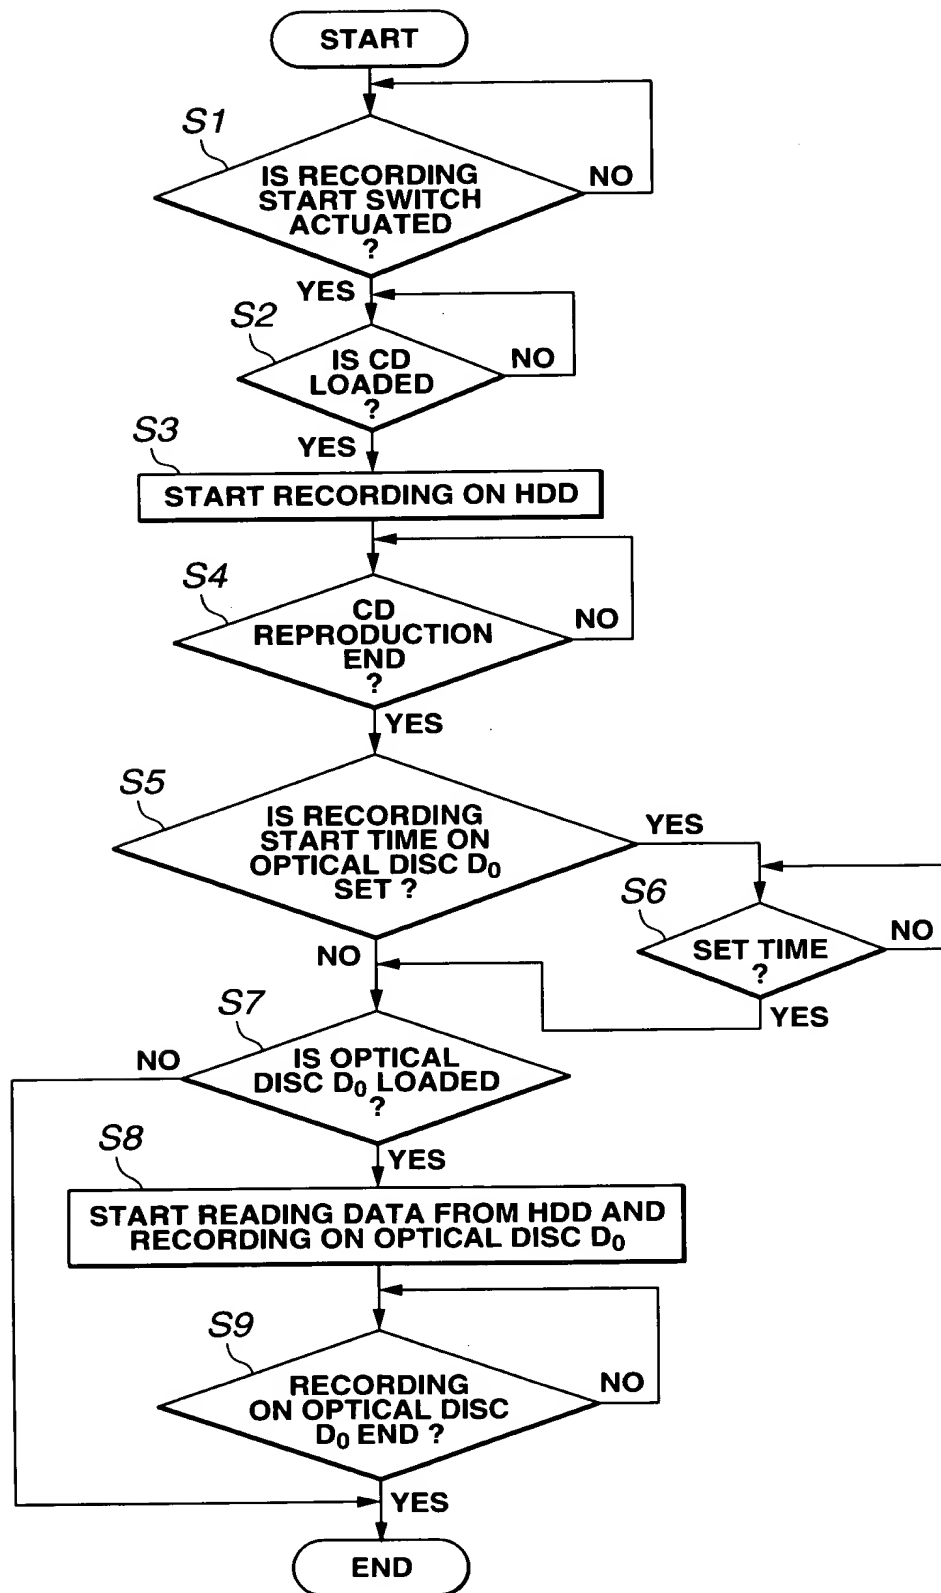 START
S1
IS RECORDING
START SWITCH
ACTUATED
?
NO
YES
S2
IS CD
LOADED
?
NO
YES
S3
START RECORDING ON HDD
S4
CD
REPRODUCTION
END
?
NO
YES
S5
IS RECORDING
START TIME ON
OPTICAL DISC D₀
SET ?
YES
NO
S6
SET TIME
?
NO
YES
S7
IS OPTICAL
DISC D₀ LOADED
?
NO
YES
S8
START READING DATA FROM HDD AND
RECORDING ON OPTICAL DISC D₀
S9
RECORDING
ON OPTICAL DISC
D₀ END ?
NO
YES
END